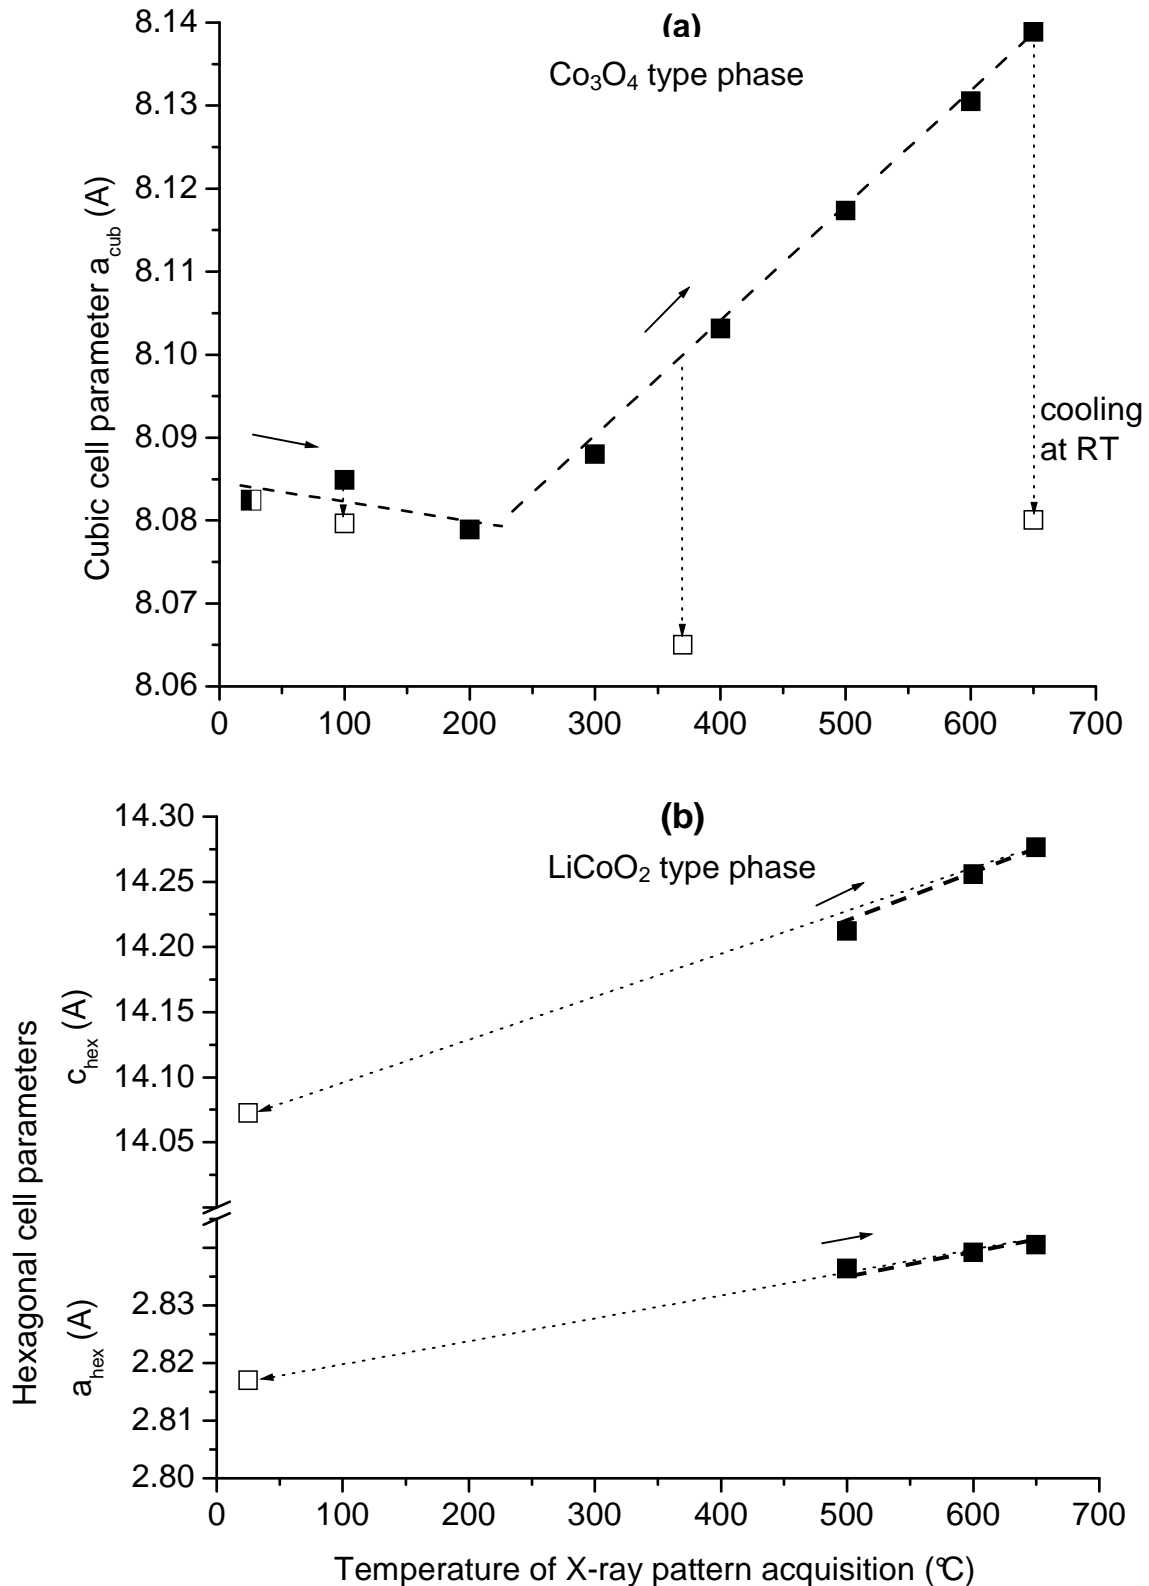 (a)
Co₃O₄ type phase
8.14
8.13
8.12
8.11
8.10
8.09
8.08
8.07
8.06
Cubic cell parameter a_cub (A)
cooling
at RT
0 100 200 300 400 500 600 700
(b)
LiCoO₂ type phase
14.30
14.25
14.20
14.15
14.10
14.05
2.83
2.82
2.81
2.80
Hexagonal cell parameters
c_hex (A)
a_hex (A)
0 100 200 300 400 500 600 700
Temperature of X-ray pattern acquisition (°C)